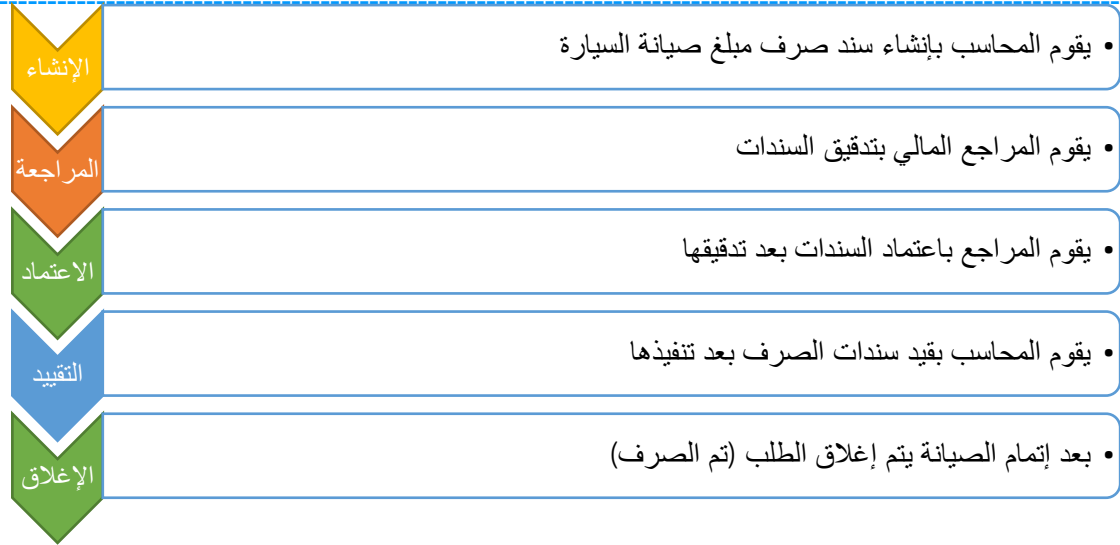 الإنشاء
• يقوم المحاسب بإنشاء سند صرف مبلغ صيانة السيارة
المراجعة
• يقوم المراجع المالي بتدقيق السندات
الاعتماد
• يقوم المراجع باعتماد السندات بعد تدقيقها
التقييد
• يقوم المحاسب بقيد سندات الصرف بعد تنفيذها
الإغلاق
• بعد إتمام الصيانة يتم إغلاق الطلب (تم الصرف)